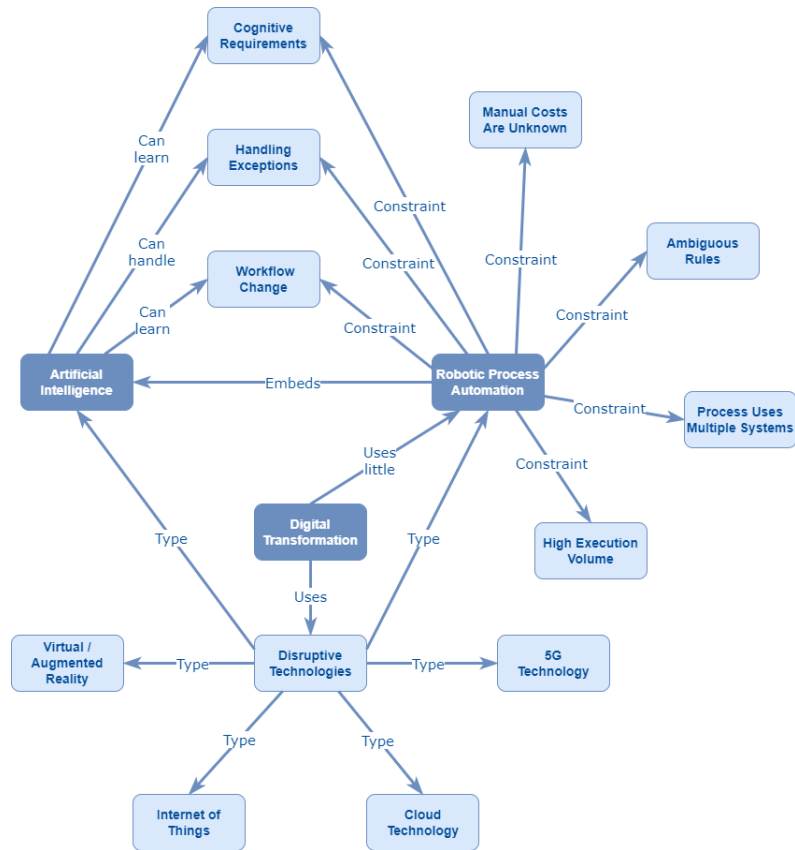 Cognitive
Requirements
Manual Costs
Are Unknown
Can
learn
Handling
Exceptions
Constraint
Ambiguous
Rules
Can
handle
Constraint
Constraint
Workflow
Change
Can
learn
Constraint
Constraint
Artificial
Intelligence
Embeds
Robotic Process
Automation
Constraint
Process Uses
Multiple Systems
Uses
little
Constraint
Digital
Transformation
Type
Type
High Execution
Volume
Uses
Virtual /
Augmented
Reality
Type
Disruptive
Technologies
Type
5G
Technology
Type
Type
Internet of
Things
Cloud
Technology